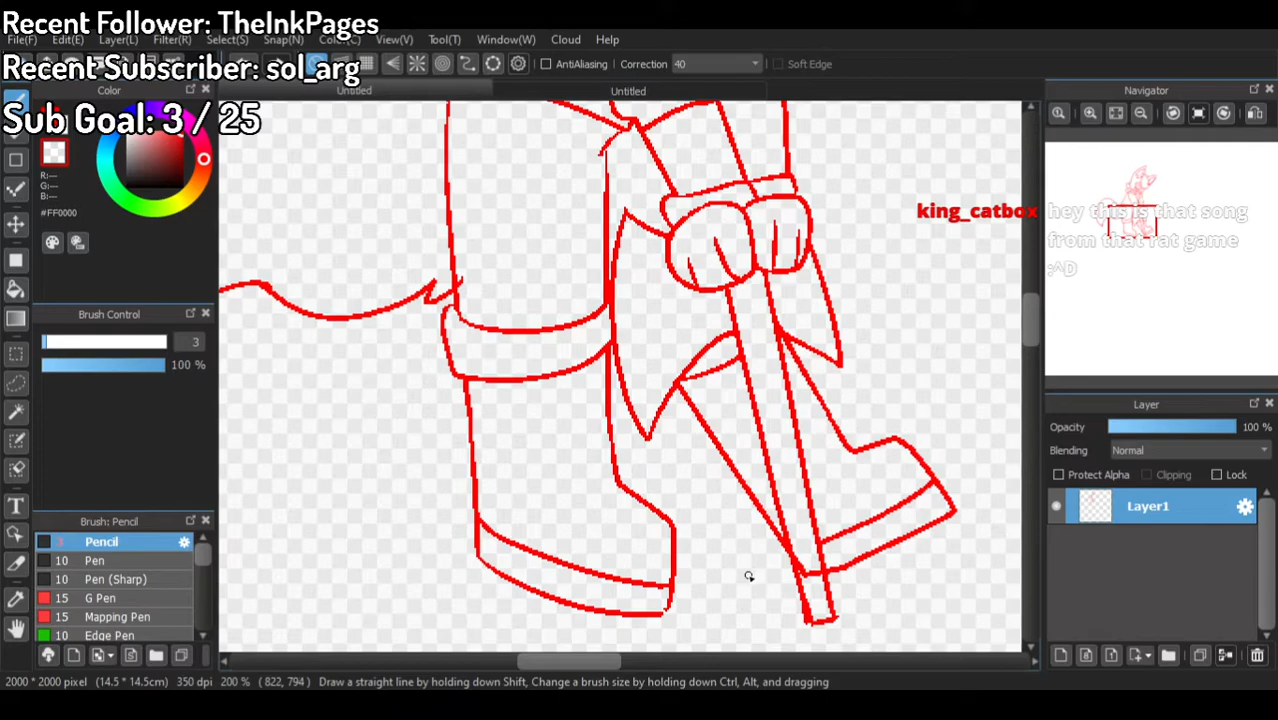 Recent Follower: TheInkPages
File(F) Edit(E) Layer(L) Filter(R) Select(S) Snap(N) Color(C) View(V) Tool(T) Window(W) Cloud Help
Recent Subscriber: sol_arg
AntiAliasing Correction 40 Soft Edge
Sub Goal: 3 / 25
Color
Untitled Untitled
Navigator
R:---
G:---
B:---
#FF0000
king_catbox hey this is that song
from that rat game
:^D
Brush Control
3
100 %
Layer
Opacity 100 %
Blending Normal
Protect Alpha Clipping Lock
Layer1
Brush: Pencil
3 Pencil
10 Pen
10 Pen (Sharp)
15 G Pen
15 Mapping Pen
10 Edge Pen
2000 * 2000 pixel (14.5 * 14.5cm) 350 dpi 200 % ( 822, 794 ) Draw a straight line by holding down Shift, Change a brush size by holding down Ctrl, Alt, and dragging